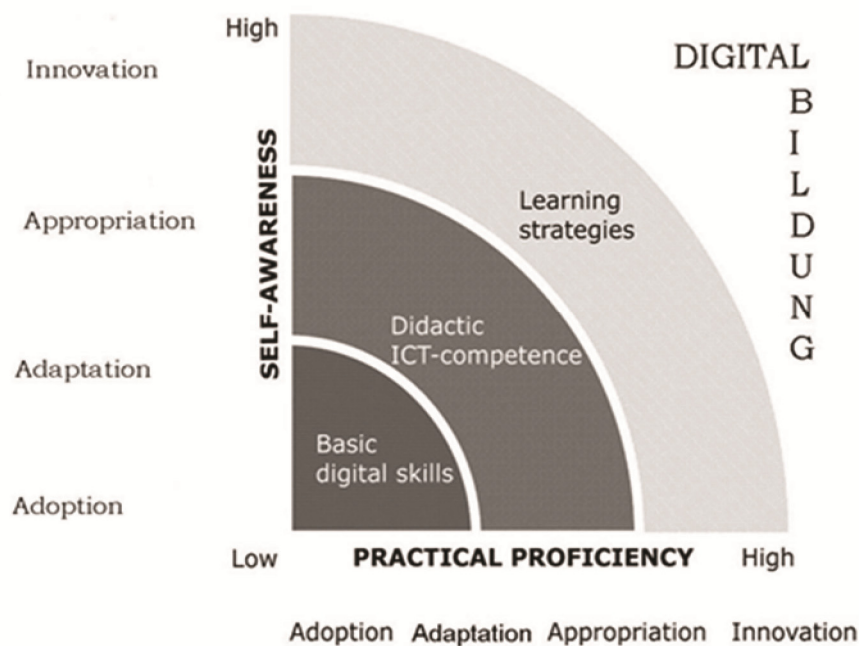 High
Innovation
DIGITAL
BILDUNG
SELF-AWARENESS
Appropriation
Learning
strategies
Didactic
ICT-competence
Adaptation
Basic
digital skills
Adoption
Low PRACTICAL PROFICIENCY High
Adoption Adaptation Appropriation Innovation